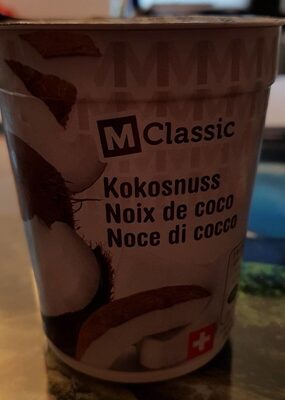 M Classic
Kokosnuss
Noix de coco
Noce di cocco